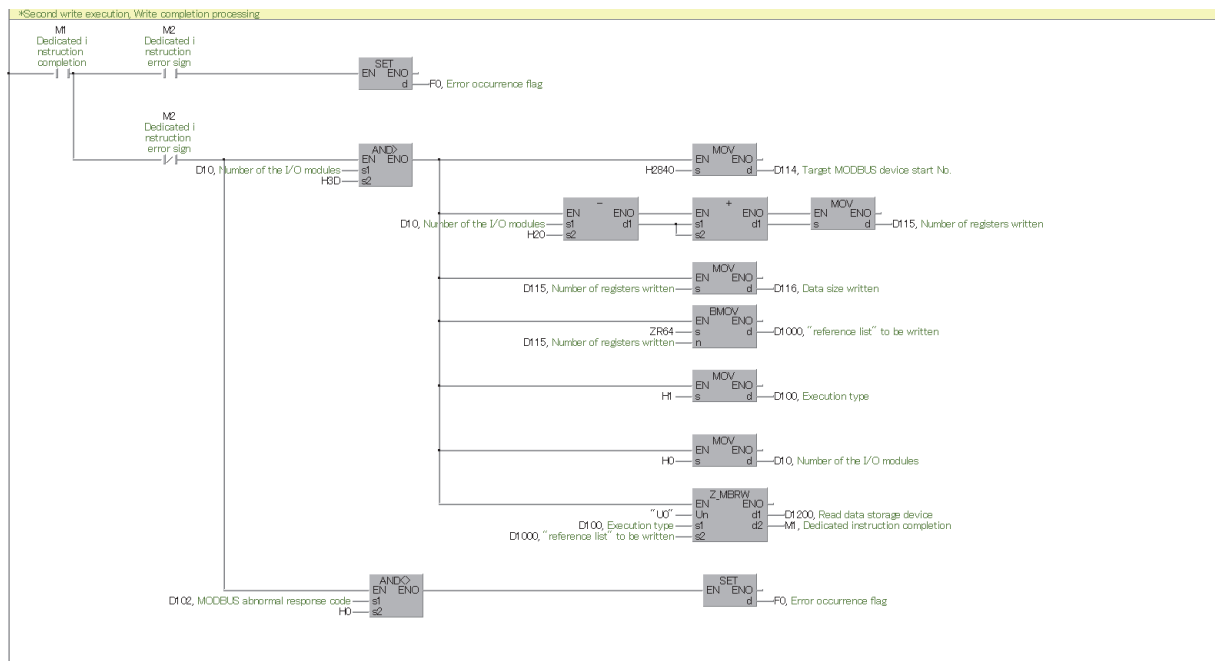 *Second write execution, Write completion processing
M1
Dedicated i
nstruction
completion
M2
Dedicated i
nstruction
error sign
SET
EN ENO
d
F0, Error occurrence flag
M2
Dedicated i
nstruction
error sign
AND>
EN ENO
D10, Number of the I/O modules
s1
H3D
s2
MOV
EN ENO
H2840
s d
D114, Target MODBUS device start No.
-
EN ENO
D10, Number of the I/O modules
s1 d1
H20
s2
+
EN ENO
s1 d1
s2
MOV
EN ENO
s d
D115, Number of registers written
MOV
EN ENO
D115, Number of registers written
s d
D116, Data size written
BMOV
EN ENO
ZR64
s d
D1000, "reference list" to be written
D115, Number of registers written
n
MOV
EN ENO
H1
s d
D100, Execution type
MOV
EN ENO
H0
s d
D10, Number of the I/O modules
Z_MBRW
EN ENO
"U0"
Un d1
D1200, Read data storage device
D100, Execution type
s1 d2
M1, Dedicated instruction completion
D1000, "reference list" to be written
s2
AND<>
EN ENO
D102, MODBUS abnormal response code
s1
H0
s2
SET
EN ENO
d
F0, Error occurrence flag